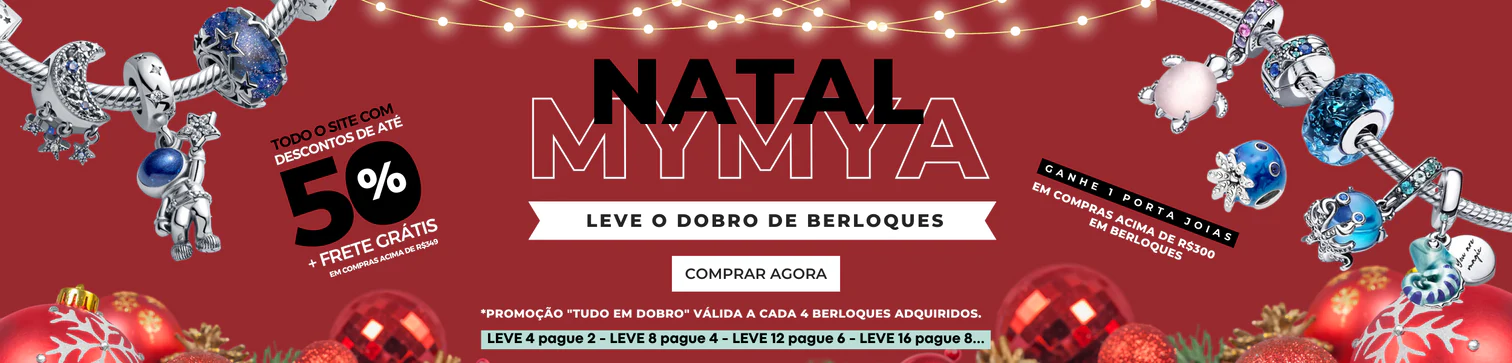 TODO O SITE COM
DESCONTOS DE ATÉ
50%
+ FRETE GRÁTIS
EM COMPRAS ACIMA DE R$349
NATAL
MYMYA
LEVE O DOBRO DE BERLOQUES
COMPRAR AGORA
*PROMOÇÃO "TUDO EM DOBRO" VÁLIDA A CADA 4 BERLOQUES ADQUIRIDOS.
LEVE 4 pague 2 - LEVE 8 pague 4 - LEVE 12 pague 6 - LEVE 16 pague 8...
GANHE 1 PORTA JOIAS
EM COMPRAS ACIMA DE R$300
EM BERLOQUES
You are
magic